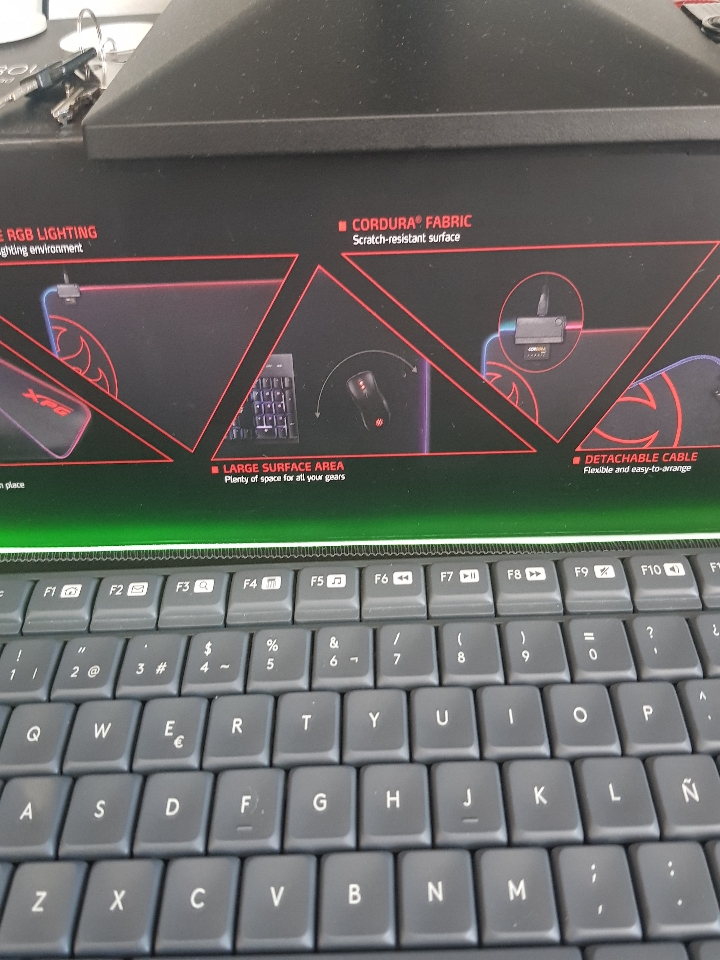 CORDURA® FABRIC
Scratch-resistant surface
E RGB LIGHTING
ghting environment
XPG
LARGE SURFACE AREA
Plenty of space for all your gears
DETACHABLE CABLE
Flexible and easy-to-arrange
n place
F1 F2 F3 F4 F5 F6 F7 F8 F9 F10 F1
! 1 | " 2 @ · 3 # $ 4 ~ % 5 & 6 ¬ / 7 ( 8 ) 9 = 0 ? ' ¿
Q W E € R T Y U I O P ^
A S D F G H J K L Ñ
Z X C V B N M ; , : .